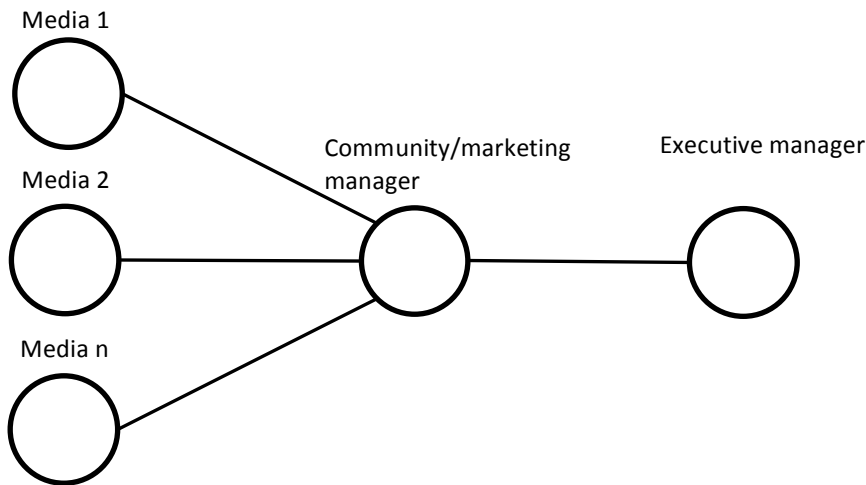 Media 1
Community/marketing
manager
Executive manager
Media 2
Media n